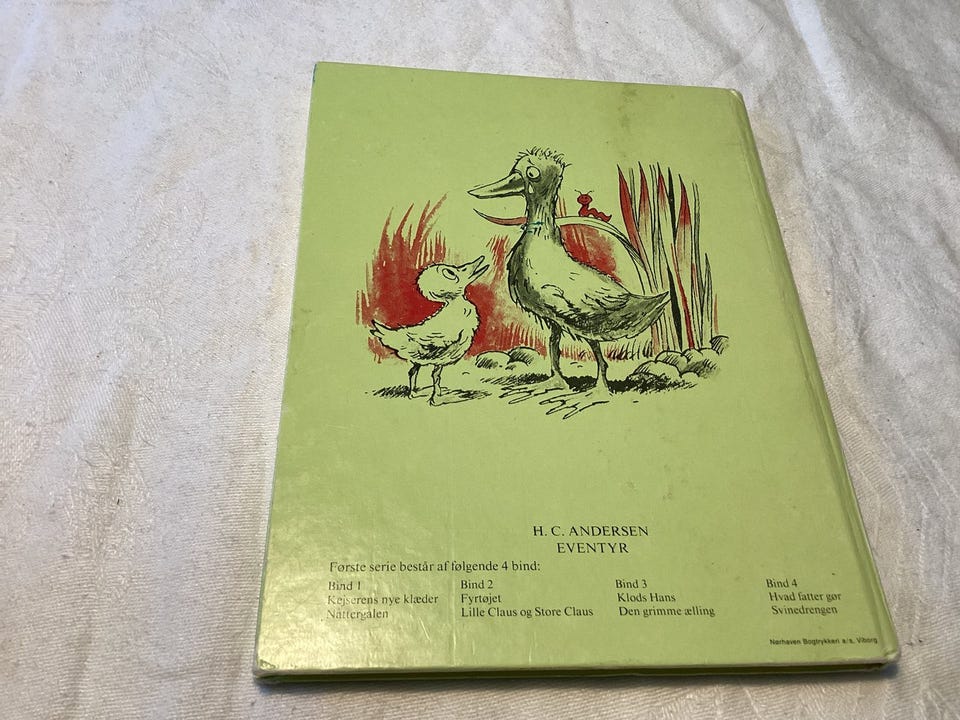 H. C. ANDERSEN
EVENTYR
Første serie består af følgende 4 bind:
Bind 1
Kejserens nye klæder
Nattergalen
Bind 2
Fyrtøjet
Lille Claus og Store Claus
Bind 3
Klods Hans
Den grimme ælling
Bind 4
Hvad fatter gør
Svinedrengen
Nørhaven Bogtrykkeri a/s, Viborg